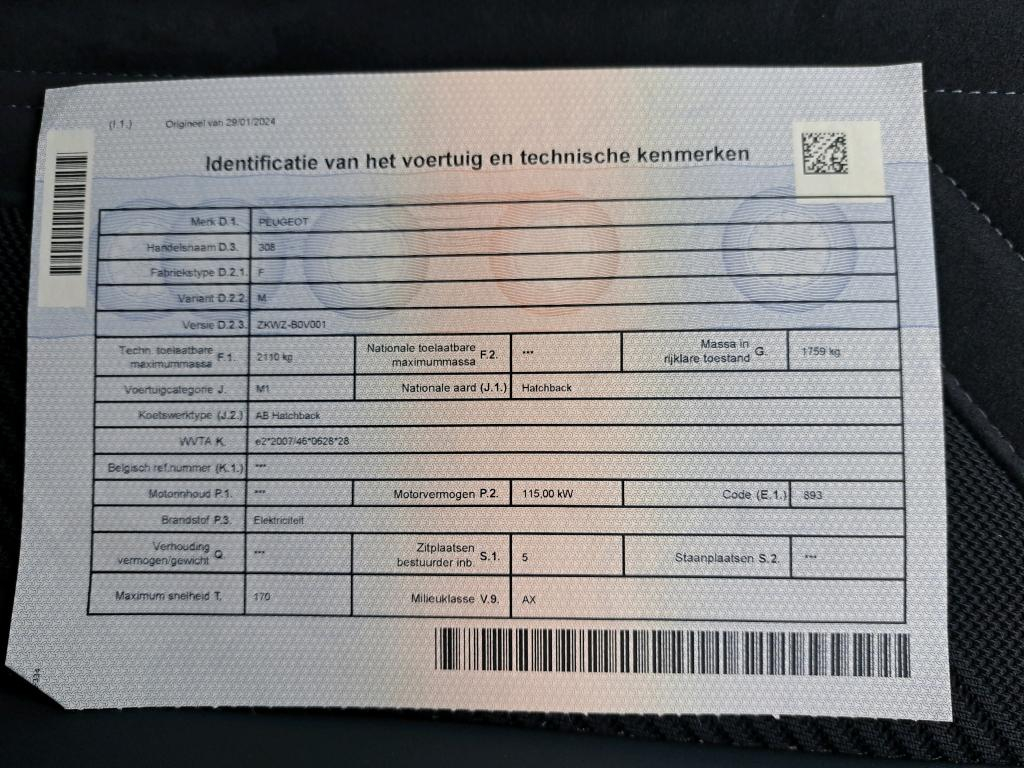 (I.1.) Origineel van 29/01/2024
Identificatie van het voertuig en technische kenmerken
Merk D.1. PEUGEOT
Handelsnaam D.3. 308
Fabriekstype D.2.1. F
Variant D.2.2. M
Versie D.2.3. ZKWZ-B0V001
Techn. toelaatbare maximummassa F.1. 2110 kg Nationale toelaatbare maximummassa F.2. *** Massa in rijklare toestand G. 1759 kg
Voertuigcategorie J. M1 Nationale aard (J.1.) Hatchback
Koetswerktype (J.2.) AB Hatchback
WVTA K. e2*2007/46*0628*28
Belgisch ref.nummer (K.1.) ***
Motorinhoud P.1. *** Motorvermogen P.2. 115,00 kW Code (E.1.) 893
Brandstof P.3. Elektriciteit
Verhouding vermogen/gewicht Q. *** Zitplaatsen bestuurder inb. S.1. 5 Staanplaatsen S.2. ***
Maximum snelheid T. 170 Milieuklasse V.9. AX
334